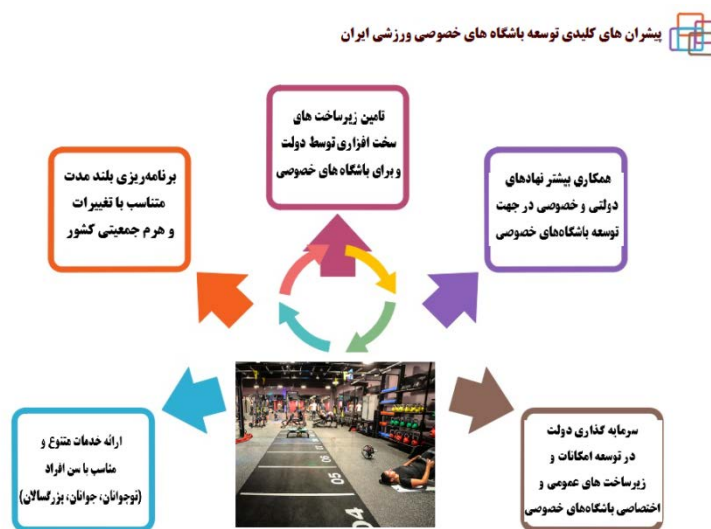 پیشران های کلیدی توسعه باشگاه های خصوصی ورزشی ایران
تامین زیرساخت های
سخت افزاری توسط دولت
و برای باشگاه های خصوصی
همکاری بیشتر نهادهای
دولتی و خصوصی در جهت
توسعه باشگاه‌های خصوصی
برنامه‌ریزی بلند مدت
متناسب با تغییرات
و هرم جمعیتی کشور
سرمایه گذاری دولت
در توسعه امکانات و
زیرساخت های عمومی و
اختصاصی باشگاه‌های خصوصی
ارائه خدمات متنوع و
مناسب با سن افراد
(نوجوانان، جوانان، بزرگسالان)
05
04